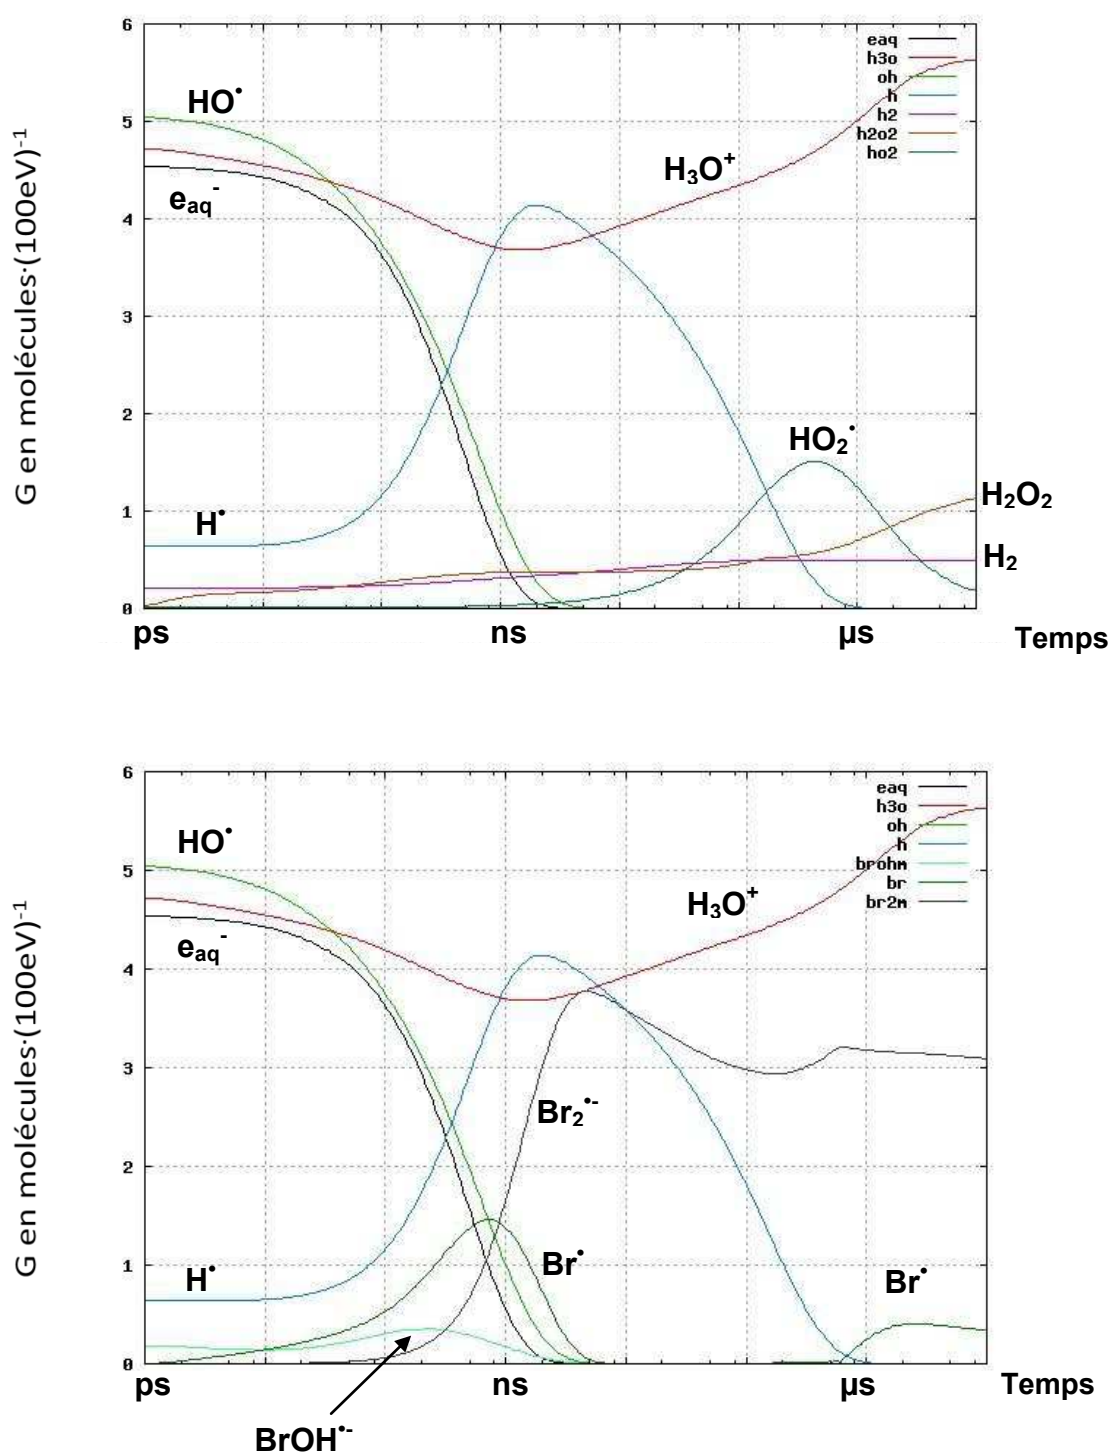 6
5
4
3
2
1
0
G en molécules·(100eV)⁻¹
eaq
h3o
oh
h
h2
h2o2
ho2
HO•
eaq⁻
H•
H₃O⁺
HO₂•
H₂O₂
H₂
ps ns µs Temps
6
5
4
3
2
1
0
G en molécules·(100eV)⁻¹
eaq
h3o
oh
h
brohm
br
br2m
HO•
eaq⁻
H•
H₃O⁺
Br₂•⁻
Br•
Br•
ps ns µs Temps
BrOH•⁻